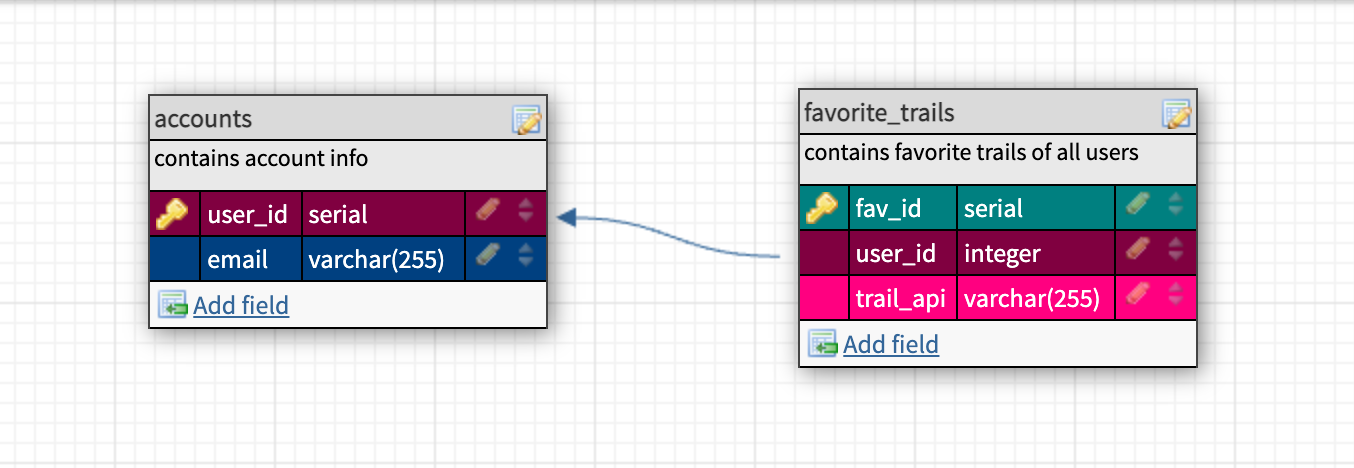 accounts
contains account info
user_id serial
email varchar(255)
Add field
favorite_trails
contains favorite trails of all users
fav_id serial
user_id integer
trail_api varchar(255)
Add field